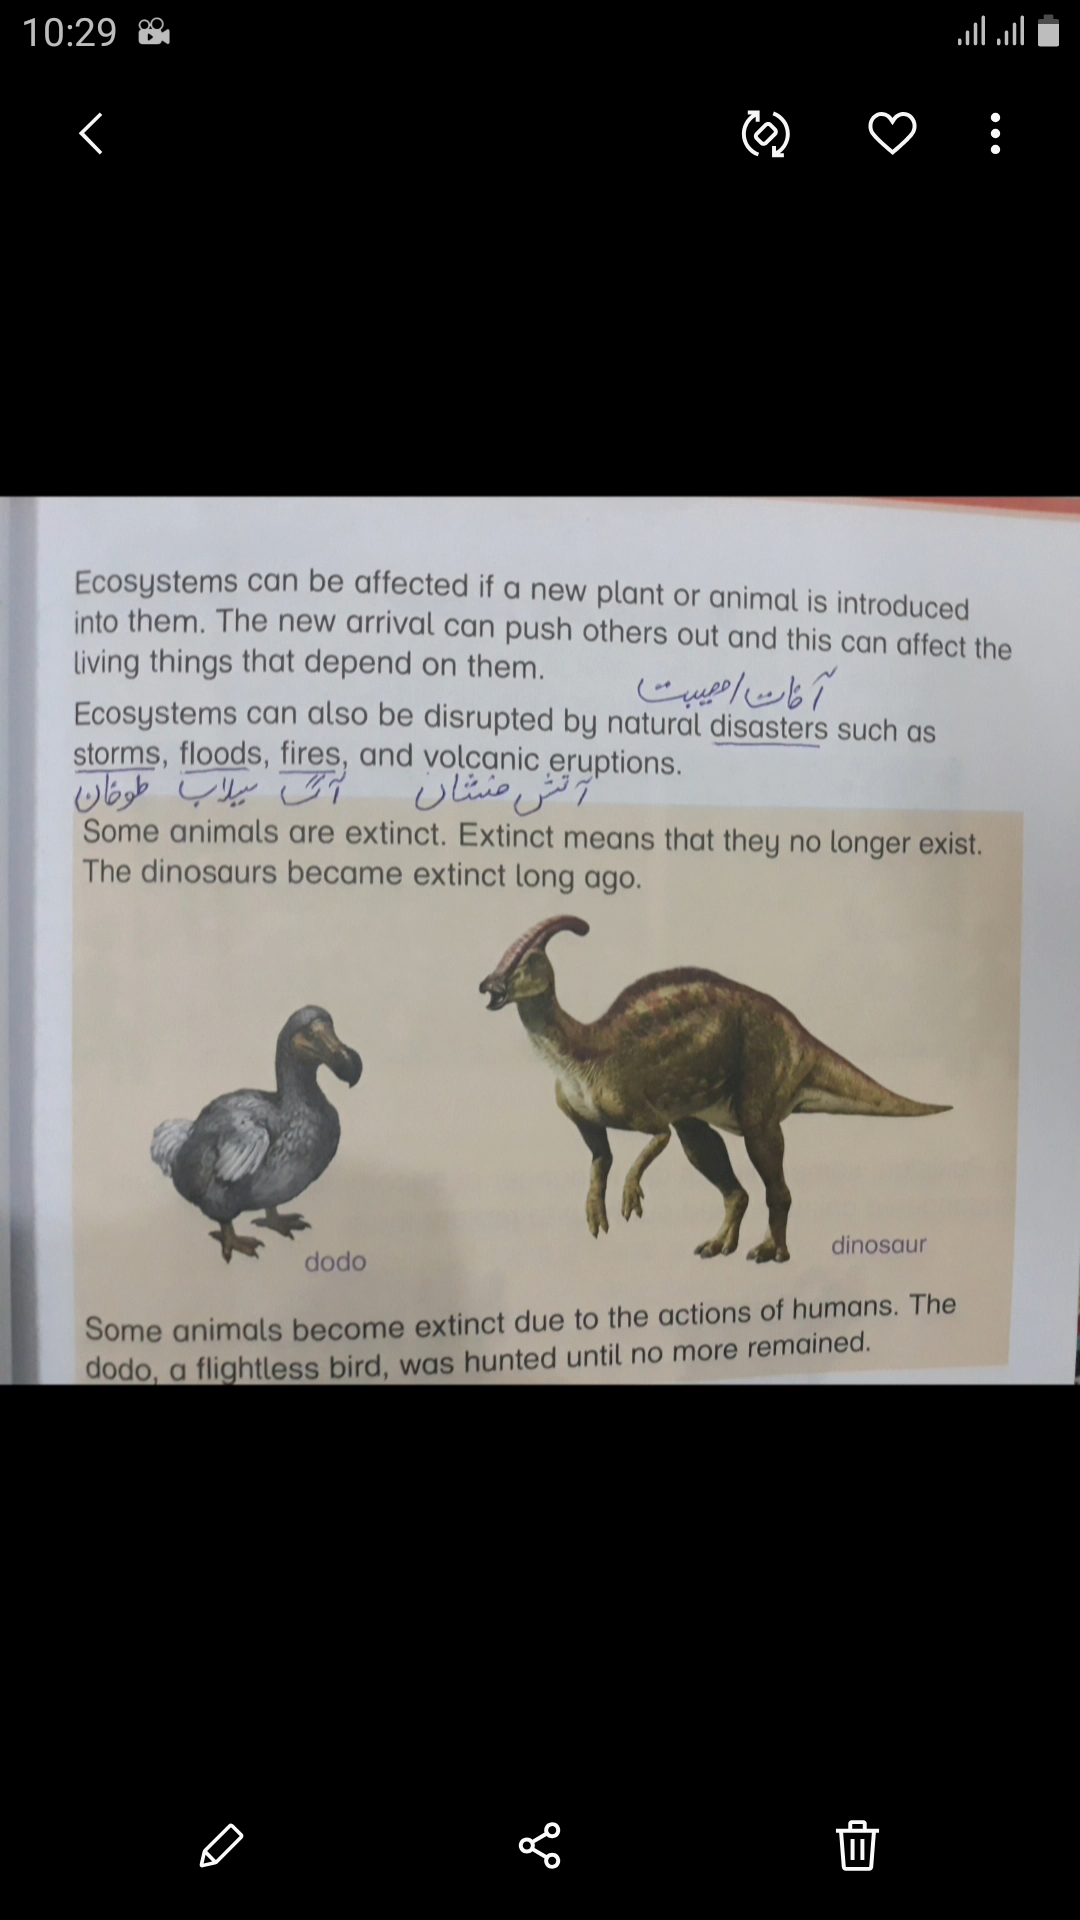 10:29
Ecosystems can be affected if a new plant or animal is introduced
into them. The new arrival can push others out and this can affect the
living things that depend on them.
آفات/مصیبت
Ecosystems can also be disrupted by natural disasters such as
storms, floods, fires, and volcanic eruptions.
طوفان سیلاب آگ آتش فشاں
Some animals are extinct. Extinct means that they no longer exist.
The dinosaurs became extinct long ago.
dodo
dinosaur
Some animals become extinct due to the actions of humans. The
dodo, a flightless bird, was hunted until no more remained.